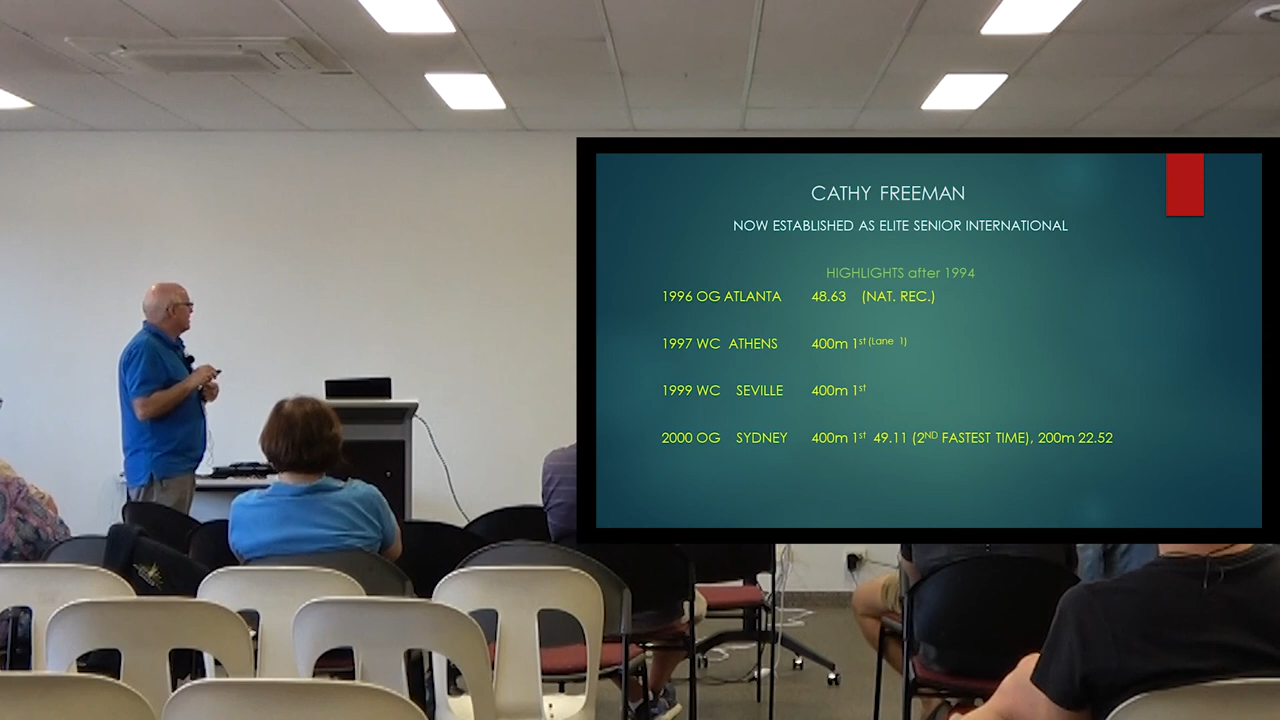 CATHY FREEMAN
NOW ESTABLISHED AS ELITE SENIOR INTERNATIONAL
HIGHLIGHTS after 1994
1996 OG ATLANTA 48.63 (NAT. REC.)
1997 WC ATHENS 400m 1st (Lane 1)
1999 WC SEVILLE 400m 1st
2000 OG SYDNEY 400m 1st 49.11 (2ND FASTEST TIME), 200m 22.52